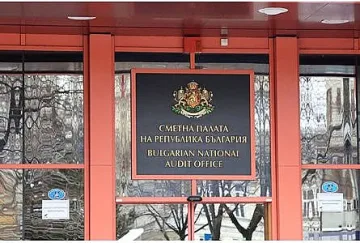 СМЕТНА ПАЛАТА
НА РЕПУБЛИКА БЪЛГАРИЯ
BULGARIAN NATIONAL
AUDIT OFFICE